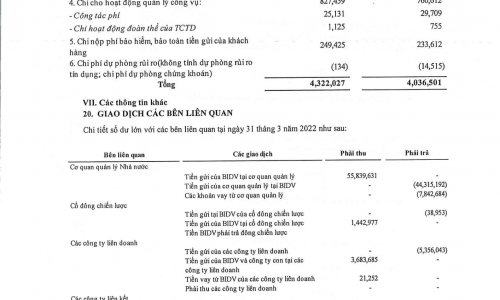 4. Chi cho hoạt động quản lý công vụ: 827,459
- Công tác phí 25,131 29,709
- Chi hoạt động đoàn thể của TCTD 1,125 755
5. Chi nộp phí bảo hiểm, bảo toàn tiền gửi của khách 249,425 233,612
hàng
6. Chi phí dự phòng rủi ro(không tính dự phòng rủi ro (134) (14,515)
tín dụng; chi phí dự phòng chứng khoán)
Tổng 4,322,027 4,036,501
VII. Các thông tin khác
20. GIAO DỊCH CÁC BÊN LIÊN QUAN
Chi tiết số dư lớn với các bên liên quan tại ngày 31 tháng 3 năm 2022 như sau:
Bên liên quan Các giao dịch Phải thu Phải trả
Cơ quan quản lý Nhà nước
Tiền gửi của BIDV tại cơ quan quản lý 55,839,631 -
Tiền gửi của cơ quan quản lý tại BIDV - (44,315,192)
Các khoản vay từ cơ quan quản lý - (7,842,684)
Cổ đông chiến lược
Tiền gửi tại BIDV của cổ đông chiến lược - (38,953)
Tiền gửi của BIDV tại cổ đông chiến lược 1,442,977 -
Tiền BIDV phải trả cổ đông chiến lược - -
Các công ty liên doanh
Tiền gửi của các công ty liên doanh - (5,356,043)
Tiền gửi của BIDV và công ty con tại các 3,683,685 -
công ty liên doanh
Tiền vay từ BIDV của các công ty liên doanh 21,252 -
Phải thu các công ty liên doanh - -
Các công ty liên kết